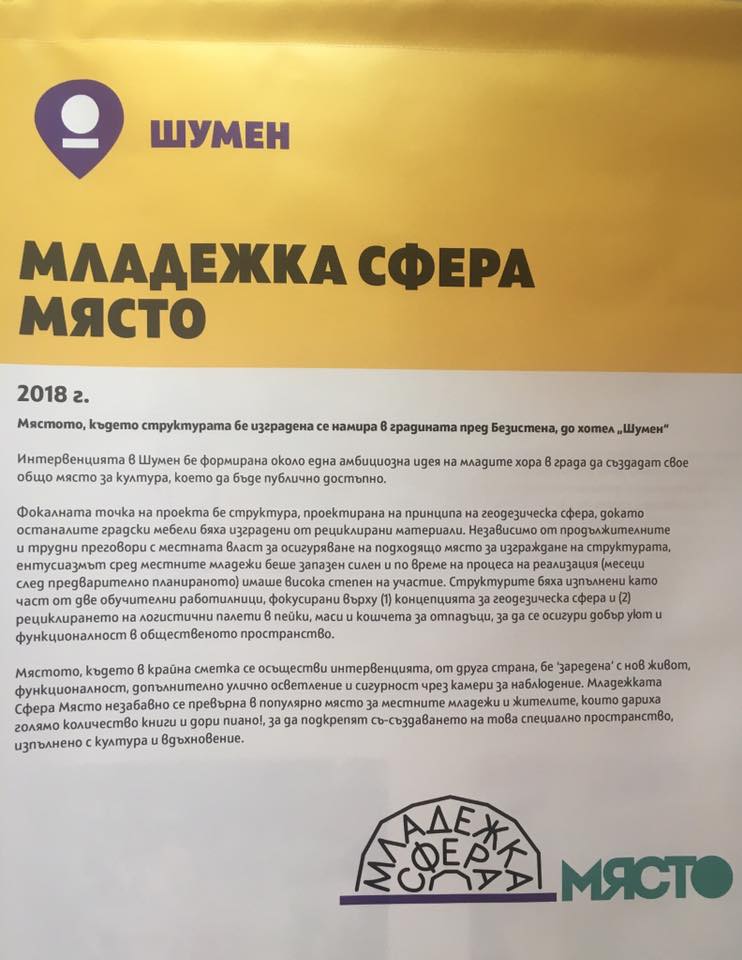 ШУМЕН
МЛАДЕЖКА СФЕРА
МЯСТО
2018 г.
Мястото, където структурата бе изградена се намира в градината пред Безистена, до хотел „Шумен“
Интервенцията в Шумен бе формирана около една амбициозна идея на младите хора в града да създадат свое
общо място за култура, което да бъде публично достъпно.
Фокалната точка на проекта бе структура, проектирана на принципа на геодезическа сфера, докато
останалите градски мебели бяха изградени от рециклирани материали. Независимо от продължителните
и трудни преговори с местната власт за осигуряване на подходящо място за изграждане на структурата,
ентусиазмът сред местните младежи беше запазен силен и по време на процеса на реализация (месеци
след предварително планираното) имаше висока степен на участие. Структурите бяха изпълнени като
част от две обучителни работилници, фокусирани върху (1) концепцията за геодезическа сфера и (2)
рециклирането на логистични палети в пейки, маси и кошчета за отпадъци, за да се осигури добър уют и
функционалност в общественото пространство.
Мястото, където в крайна сметка се осъществи интервенцията, от друга страна, бе ‘заредена‘ с нов живот,
функционалност, допълнително улично осветление и сигурност чрез камери за наблюдение. Младежката
Сфера Място незабавно се превърна в популярно място за местните младежи и жителите, които дариха
голямо количество книги и дори пиано!, за да подкрепят съ-създаването на това специално пространство,
изпълнено с култура и вдъхновение.
МЛАДЕЖКА
СФЕРА
МЯСТО